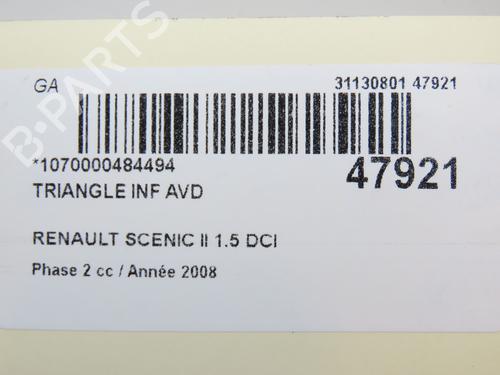 GA
31130801 47921
*1070000484494
47921
TRIANGLE INF AVD
RENAULT SCENIC II 1.5 DCI
Phase 2 cc / Année 2008
B-PARTS